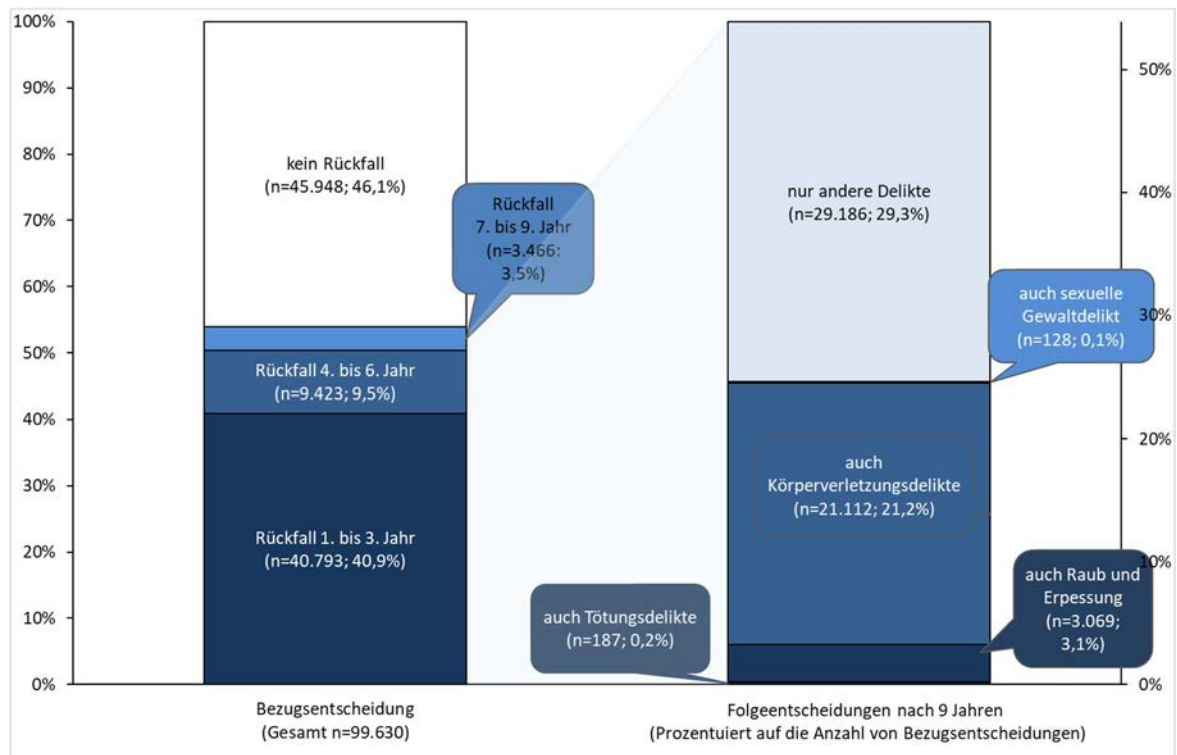 100%
90%
80%
70%
60%
50%
40%
30%
20%
10%
0%
kein Rückfall
(n=45.948; 46,1%)
Rückfall
7. bis 9. Jahr
(n=3.466:
3,5%)
Rückfall 4. bis 6. Jahr
(n=9.423; 9,5%)
Rückfall 1. bis 3. Jahr
(n=40.793; 40,9%)
Bezugsentscheidung
(Gesamt n=99.630)
nur andere Delikte
(n=29.186; 29,3%)
auch sexuelle
Gewaltdelikt
(n=128; 0,1%)
auch
Körperverletzungsdelikte
(n=21.112; 21,2%)
auch Raub und
Erpessung
(n=3.069;
3,1%)
auch Tötungsdelikte
(n=187; 0,2%)
Folgeentscheidungen nach 9 Jahren
(Prozentuiert auf die Anzahl von Bezugsentscheidungen)
50%
40%
30%
20%
10%
0%